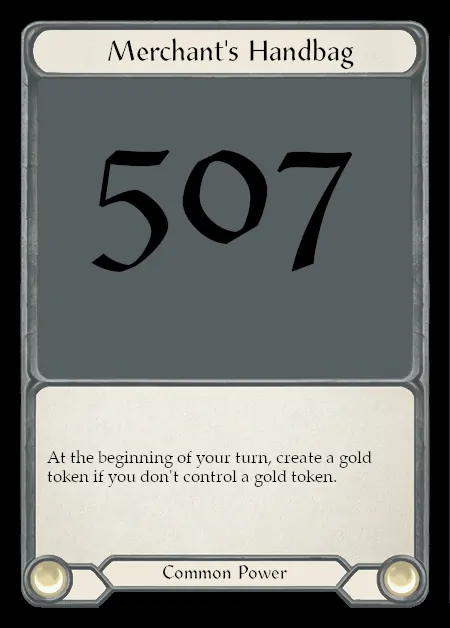 Merchant's Handbag
507
At the beginning of your turn, create a gold
token if you don't control a gold token.
Common Power